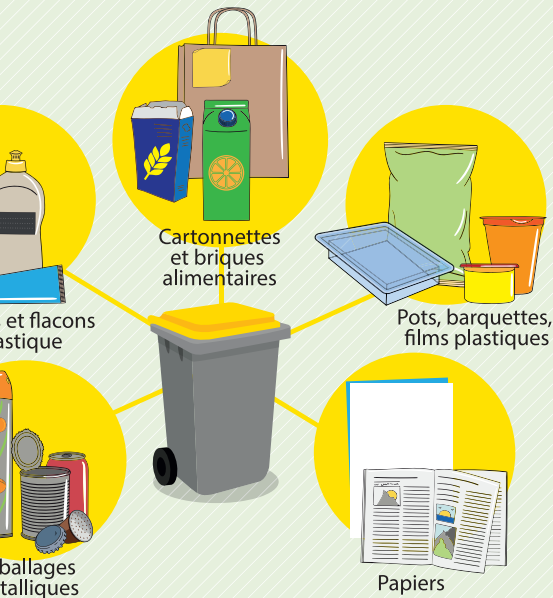 Cartonnettes
et briques
alimentaires
et flacons
astique
Pots, barquettes,
films plastiques
ballages
talliques
Papiers